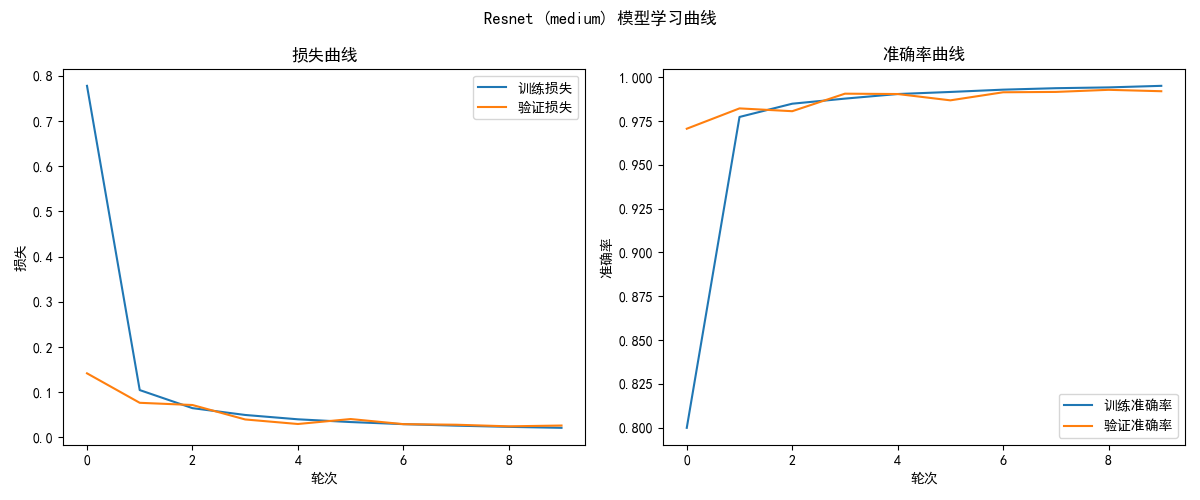 Resnet (medium) 模型学习曲线
损失曲线
训练损失
验证损失
0.8
0.7
0.6
0.5
0.4
0.3
0.2
0.1
0.0
损失
0 2 4 6 8
轮次
准确率曲线
1.000
0.975
0.950
0.925
0.900
0.875
0.850
0.825
0.800
准确率
训练准确率
验证准确率
0 2 4 6 8
轮次